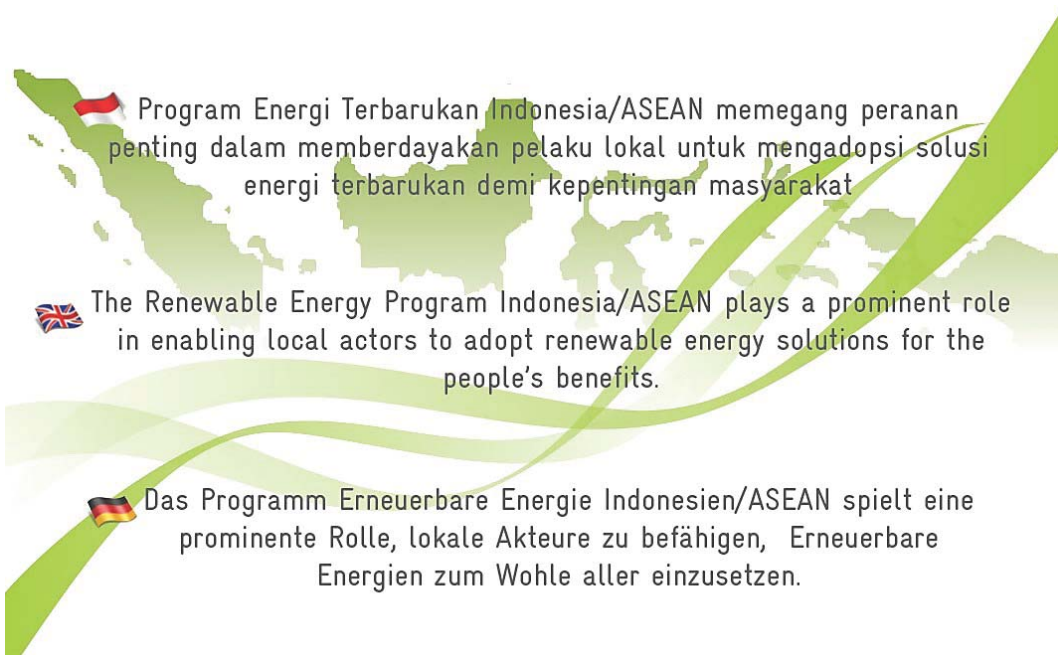 Program Energi Terbarukan Indonesia/ASEAN memegang peranan
penting dalam memberdayakan pelaku lokal untuk mengadopsi solusi
energi terbarukan demi kepentingan masyarakat
The Renewable Energy Program Indonesia/ASEAN plays a prominent role
in enabling local actors to adopt renewable energy solutions for the
people's benefits.
Das Programm Erneuerbare Energie Indonesien/ASEAN spielt eine
prominente Rolle, lokale Akteure zu befähigen, Erneuerbare
Energien zum Wohle aller einzusetzen.